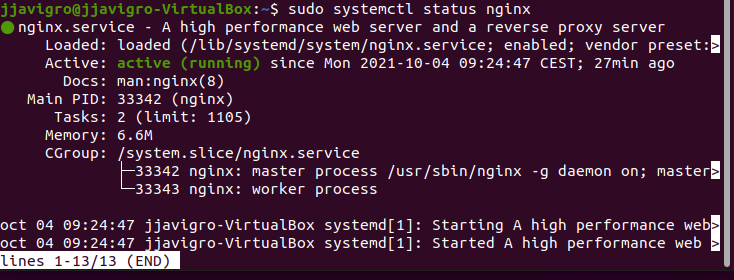 jjavigro@jjavigro-VirtualBox:~$ sudo systemctl status nginx
● nginx.service - A high performance web server and a reverse proxy server
     Loaded: loaded (/lib/systemd/system/nginx.service; enabled; vendor preset:>
     Active: active (running) since Mon 2021-10-04 09:24:47 CEST; 27min ago
       Docs: man:nginx(8)
   Main PID: 33342 (nginx)
      Tasks: 2 (limit: 1105)
     Memory: 6.6M
     CGroup: /system.slice/nginx.service
             ├─33342 nginx: master process /usr/sbin/nginx -g daemon on; master>
             └─33343 nginx: worker process

oct 04 09:24:47 jjavigro-VirtualBox systemd[1]: Starting A high performance web>
oct 04 09:24:47 jjavigro-VirtualBox systemd[1]: Started A high performance web >
lines 1-13/13 (END)